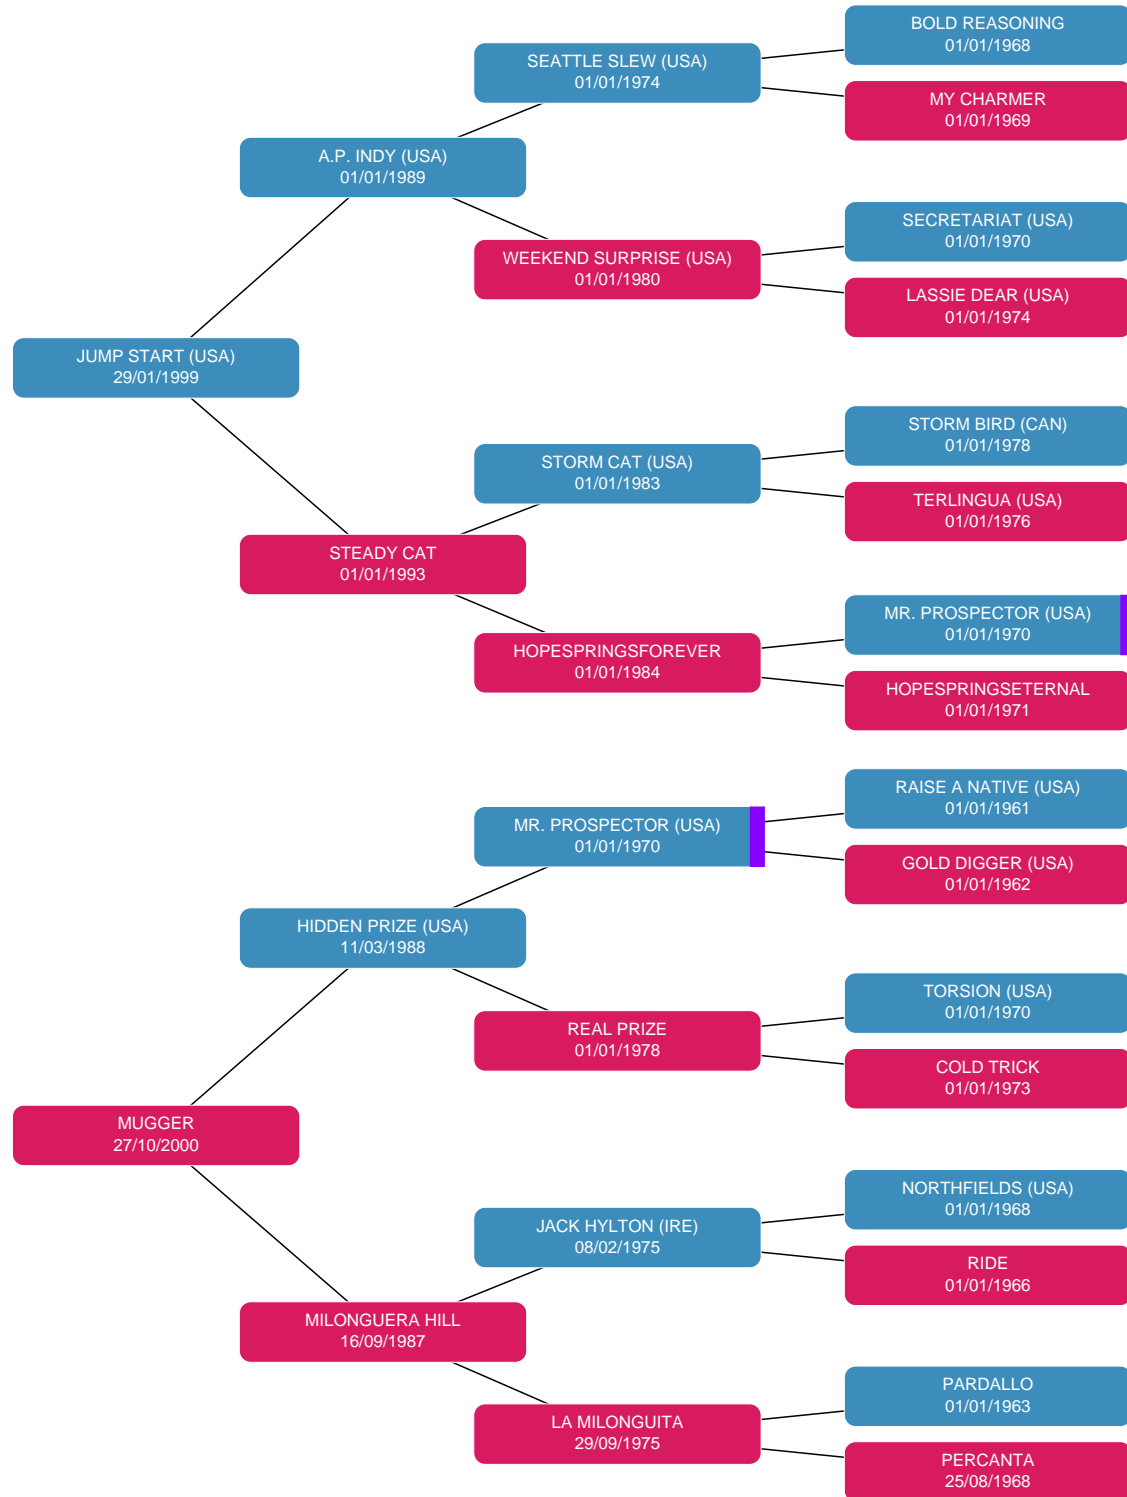 BOLD REASONING
01/01/1968
SEATTLE SLEW (USA)
01/01/1974
MY CHARMER
01/01/1969
A.P. INDY (USA)
01/01/1989
SECRETARIAT (USA)
01/01/1970
WEEKEND SURPRISE (USA)
01/01/1980
LASSIE DEAR (USA)
01/01/1974
JUMP START (USA)
29/01/1999
STORM BIRD (CAN)
01/01/1978
STORM CAT (USA)
01/01/1983
TERLINGUA (USA)
01/01/1976
STEADY CAT
01/01/1993
MR. PROSPECTOR (USA)
01/01/1970
HOPESPRINGSFOREVER
01/01/1984
HOPESPRINGSETERNAL
01/01/1971
RAISE A NATIVE (USA)
01/01/1961
MR. PROSPECTOR (USA)
01/01/1970
GOLD DIGGER (USA)
01/01/1962
HIDDEN PRIZE (USA)
11/03/1988
TORSION (USA)
01/01/1970
REAL PRIZE
01/01/1978
COLD TRICK
01/01/1973
MUGGER
27/10/2000
NORTHFIELDS (USA)
01/01/1968
JACK HYLTON (IRE)
08/02/1975
RIDE
01/01/1966
MILONGUERA HILL
16/09/1987
PARDALLO
01/01/1963
LA MILONGUITA
29/09/1975
PERCANTA
25/08/1968